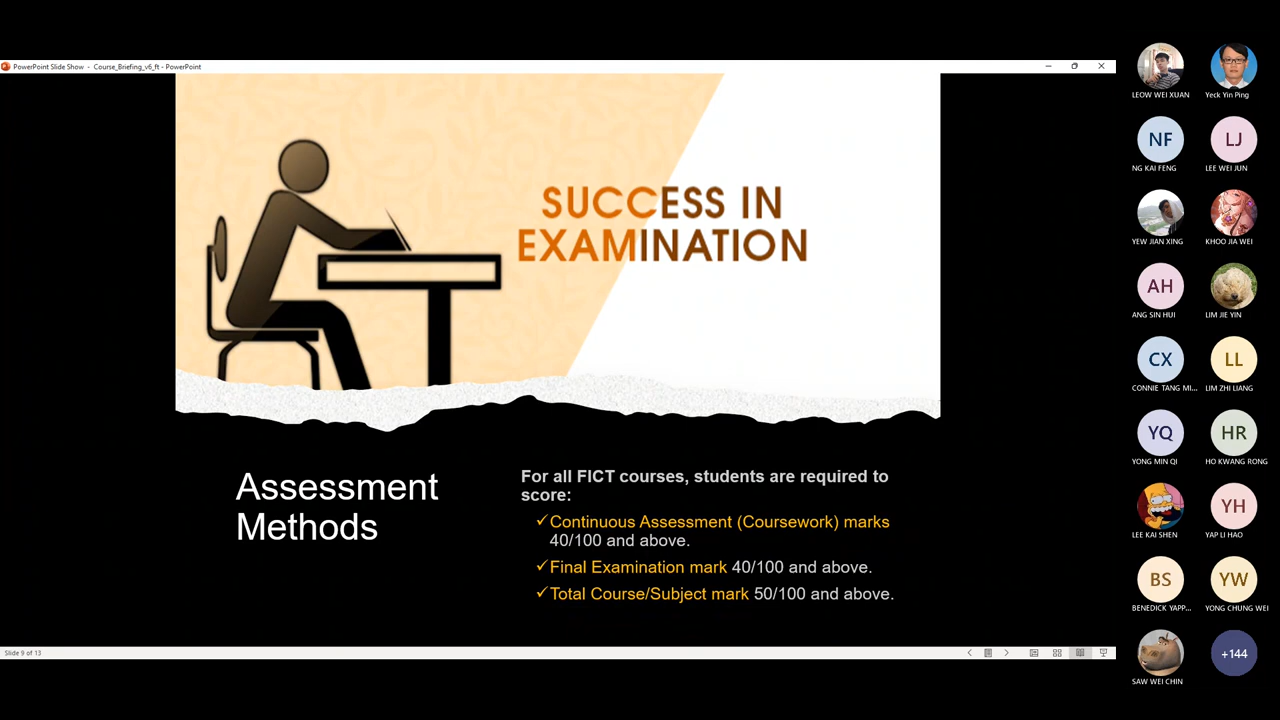 PowerPoint Slide Show - Course_Briefing_v6_ft - PowerPoint
SUCCESS IN
EXAMINATION
Assessment
Methods
For all FICT courses, students are required to
score:
✓Continuous Assessment (Coursework) marks
40/100 and above.
✓Final Examination mark 40/100 and above.
✓Total Course/Subject mark 50/100 and above.
Slide 9 of 13
LEOW WEI XUAN
Yeck Yin Ping
NF
LJ
NG KAI FENG
LEE WEI JUN
YEW JIAN XING
KHOO JIA WEI
AH
ANG SIN HUI
LIM JIE YIN
CX
LL
CONNIE TANG MI...
LIM ZHI LIANG
YQ
HR
YONG MIN QI
HO KWANG RONG
YH
LEE KAI SHEN
YAP LI HAO
BS
YW
BENEDICK YAPP...
YONG CHUNG WEI
+144
SAW WEI CHIN